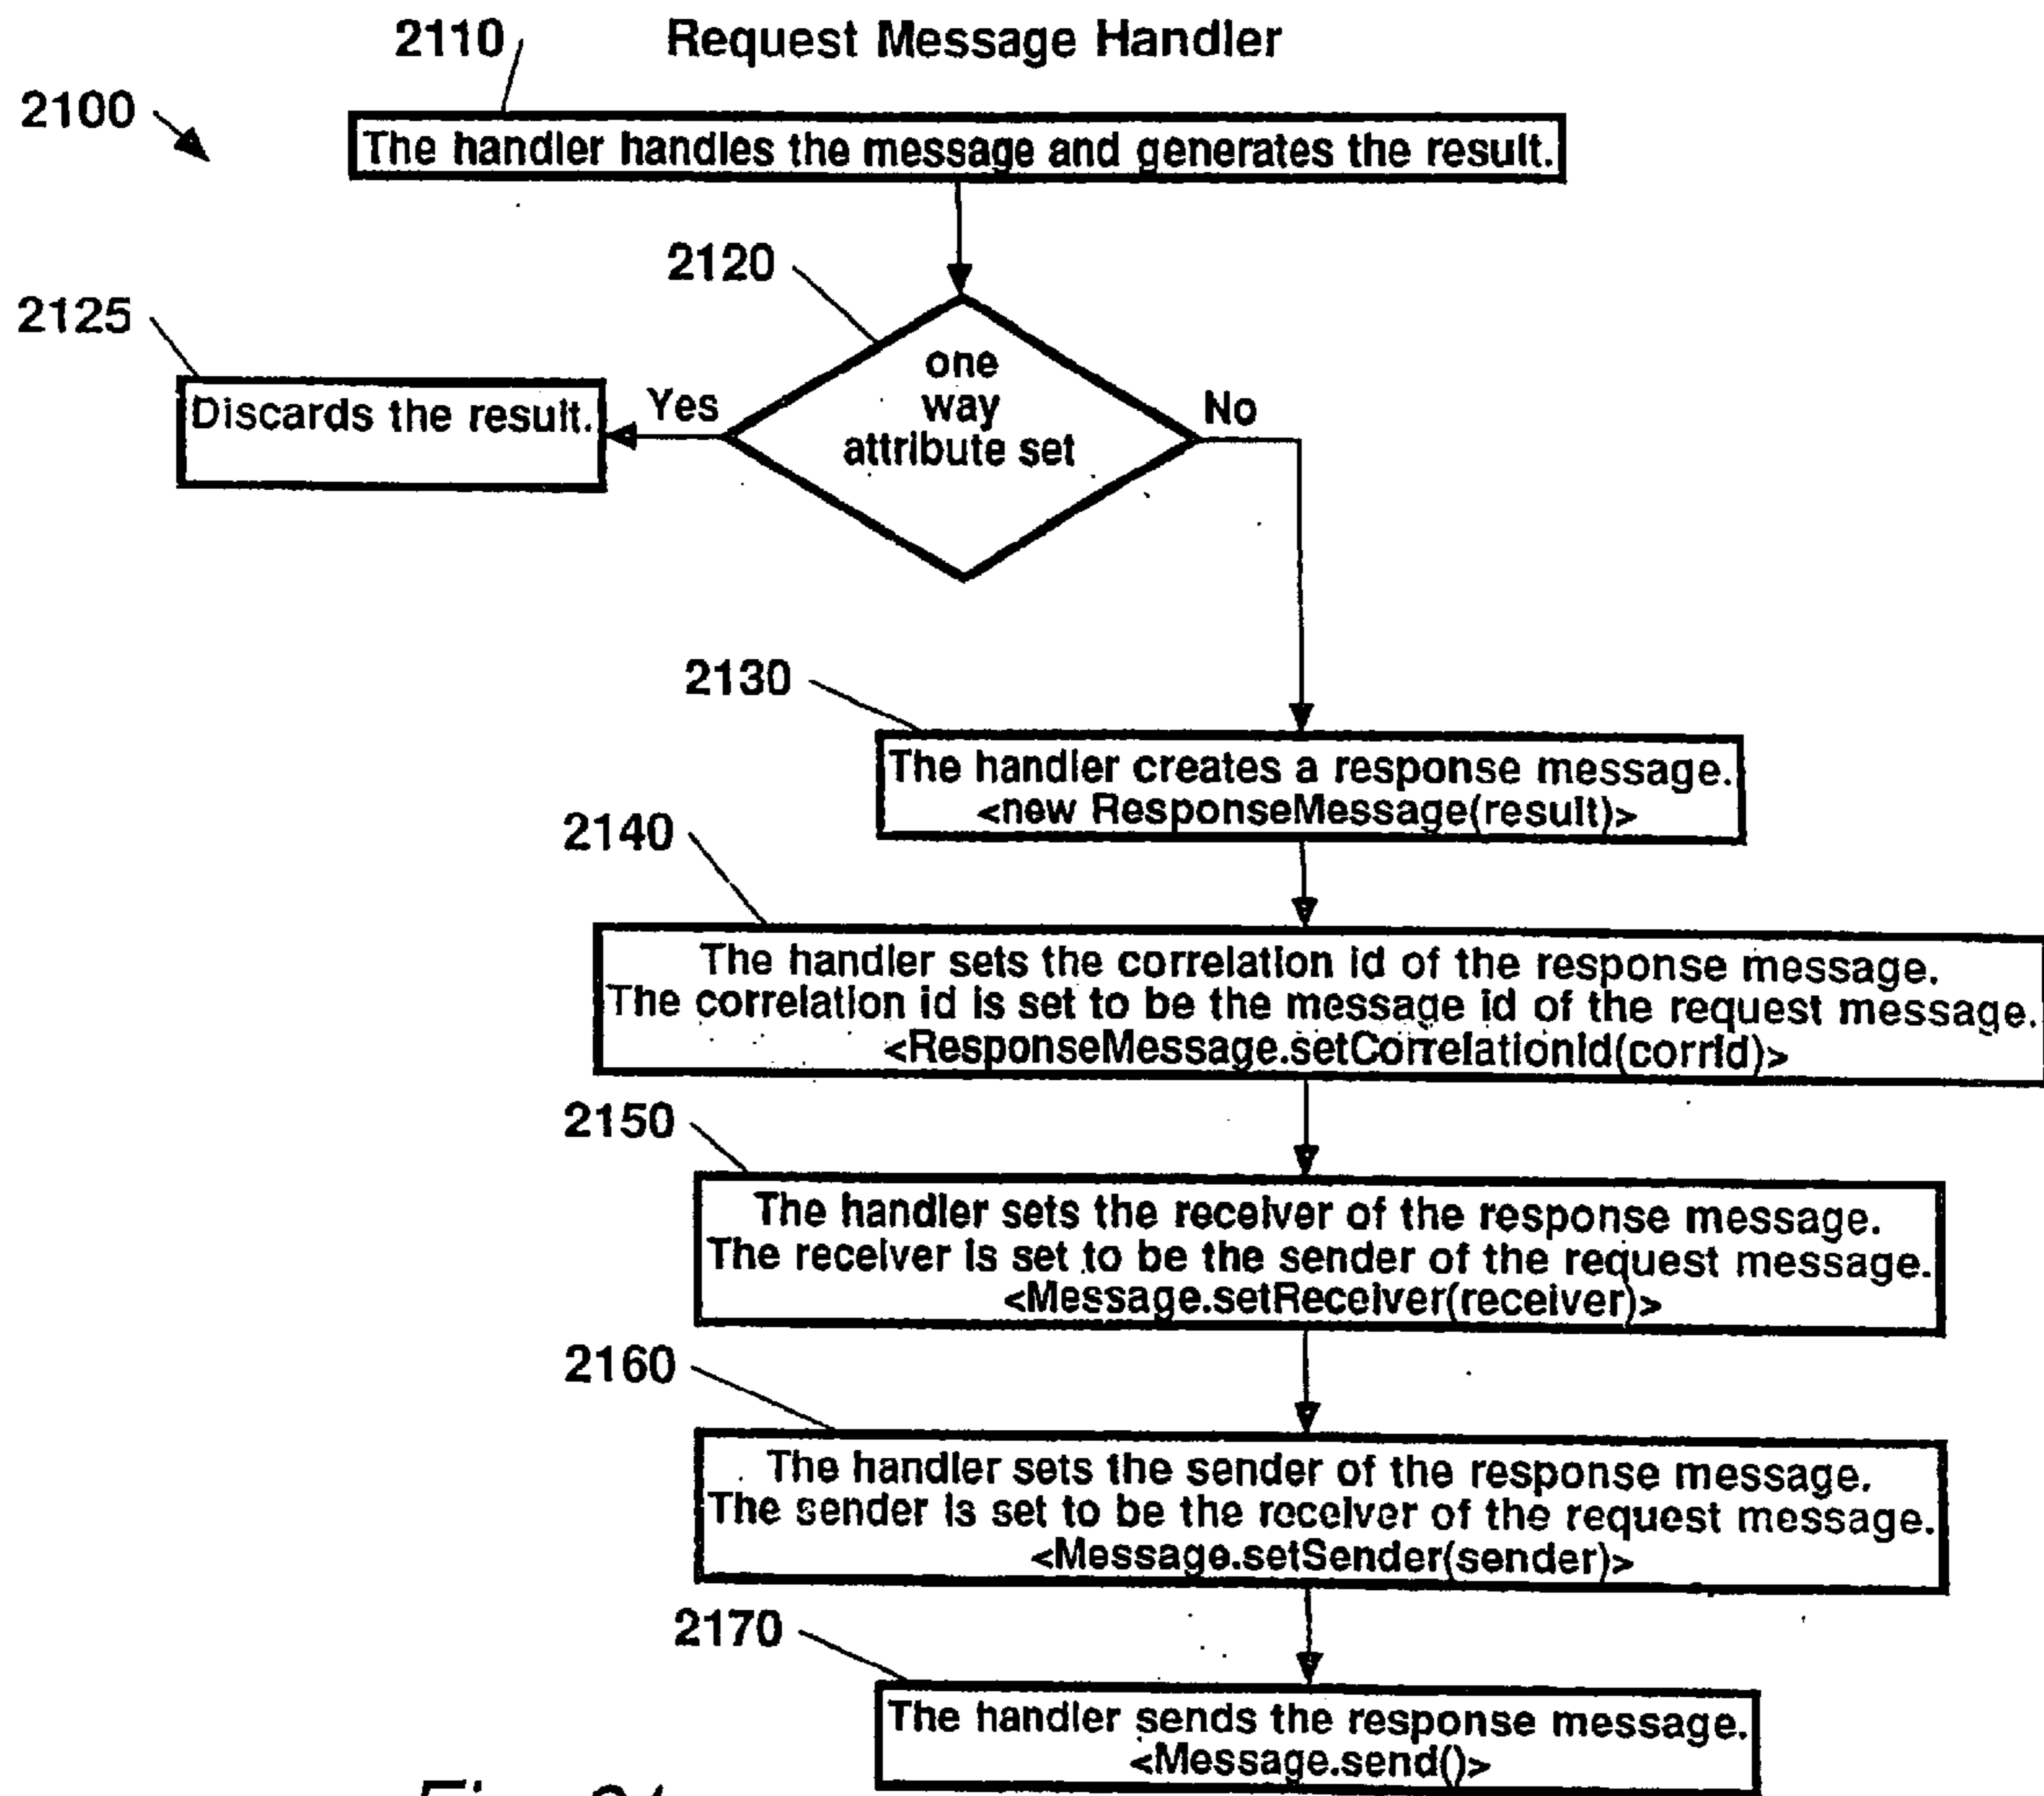 2110
Request Message Handler
2100
The handler handles the message and generates the result.
2120
2125
one
way
attribute set
Yes
No
Discards the result.
2130
The handler creates a response message.
<new ResponseMessage(result)>
2140
The handler sets the correlation id of the response message.
The correlation id is set to be the message id of the request message.
<ResponseMessage.setCorrelationId(corrId)>
2150
The handler sets the receiver of the response message.
The receiver is set to be the sender of the request message.
<Message.setReceiver(receiver)>
2160
The handler sets the sender of the response message.
The sender is set to be the receiver of the request message.
<Message.setSender(sender)>
2170
The handler sends the response message.
<Message.send()>